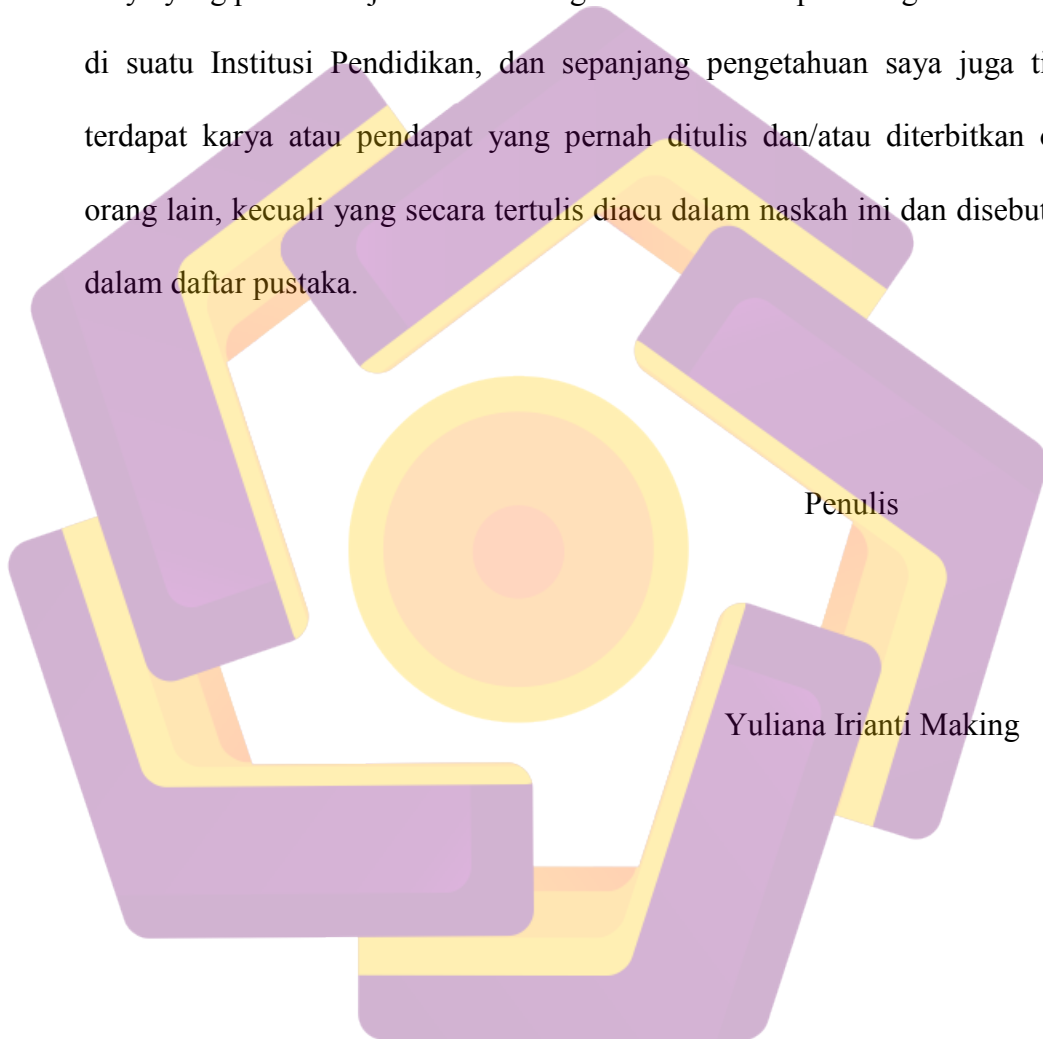 di suatu Institusi Pendidikan, dan sepanjang pengetahuan saya juga
terdapat karya atau pendapat yang pernah ditulis dan/atau diterbitkan
orang lain, kecuali yang secara tertulis diacu dalam naskah ini dan disebut
dalam daftar pustaka.
Penulis
Yuliana Irianti Making